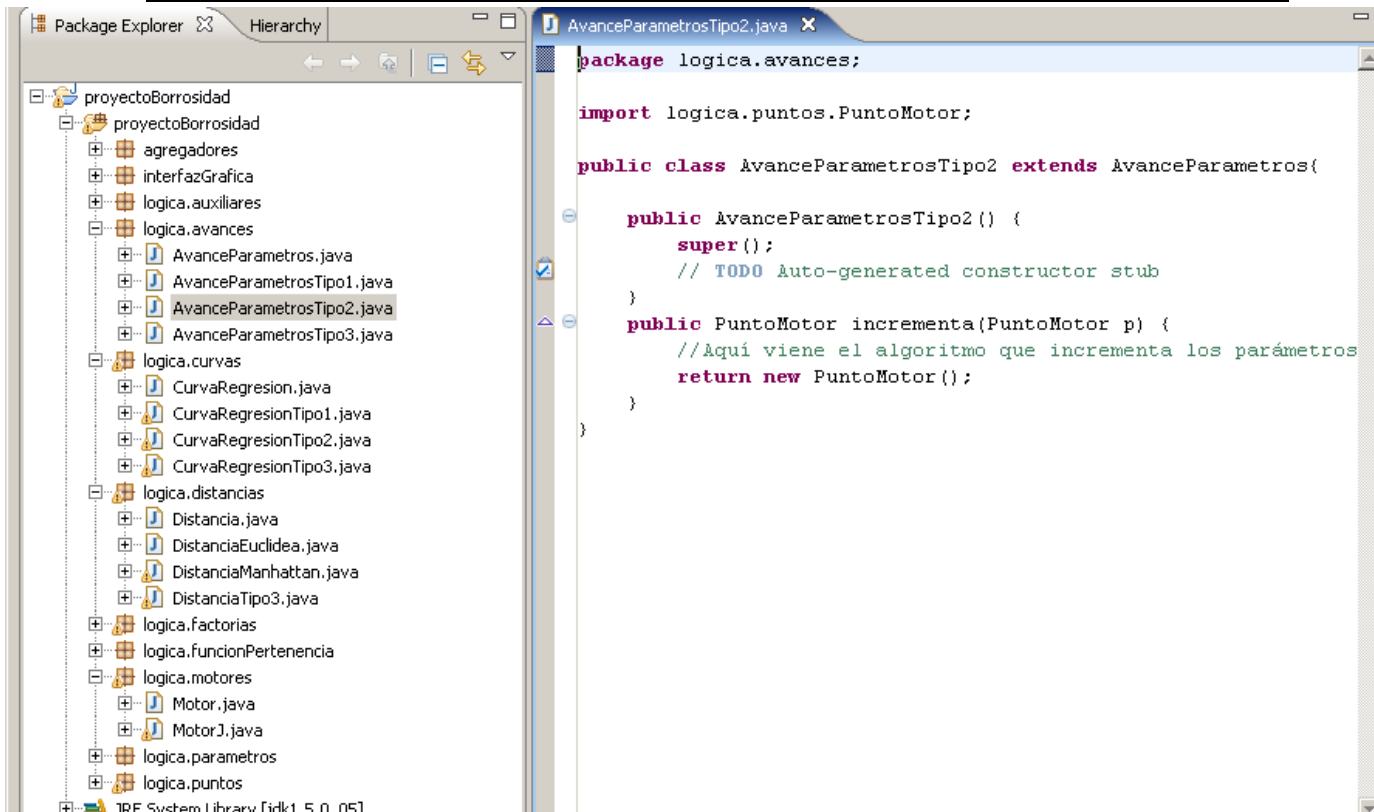 Package Explorer
Hierarchy
proyectoBorrosidad
proyectoBorrosidad
agregadores
interfazGrafica
logica.auxiliares
logica.avances
AvanceParametros.java
AvanceParametrosTipo1.java
AvanceParametrosTipo2.java
AvanceParametrosTipo3.java
logica.curvas
CurvaRegresion.java
CurvaRegresionTipo1.java
CurvaRegresionTipo2.java
CurvaRegresionTipo3.java
logica.distancias
Distancia.java
DistanciaEuclidea.java
DistanciaManhattan.java
DistanciaTipo3.java
logica.factorias
logica.funcionPertenencia
logica.motores
Motor.java
MotorJ.java
logica.parametros
logica.puntos
JRE System Library [jdk1.5.0_05]
AvanceParametrosTipo2.java
package logica.avances;
import logica.puntos.PuntoMotor;
public class AvanceParametrosTipo2 extends AvanceParametros{
public AvanceParametrosTipo2() {
super();
// TODO Auto-generated constructor stub
}
public PuntoMotor incrementa(PuntoMotor p) {
//Aquí viene el algoritmo que incrementa los parámetros
return new PuntoMotor();
}
}